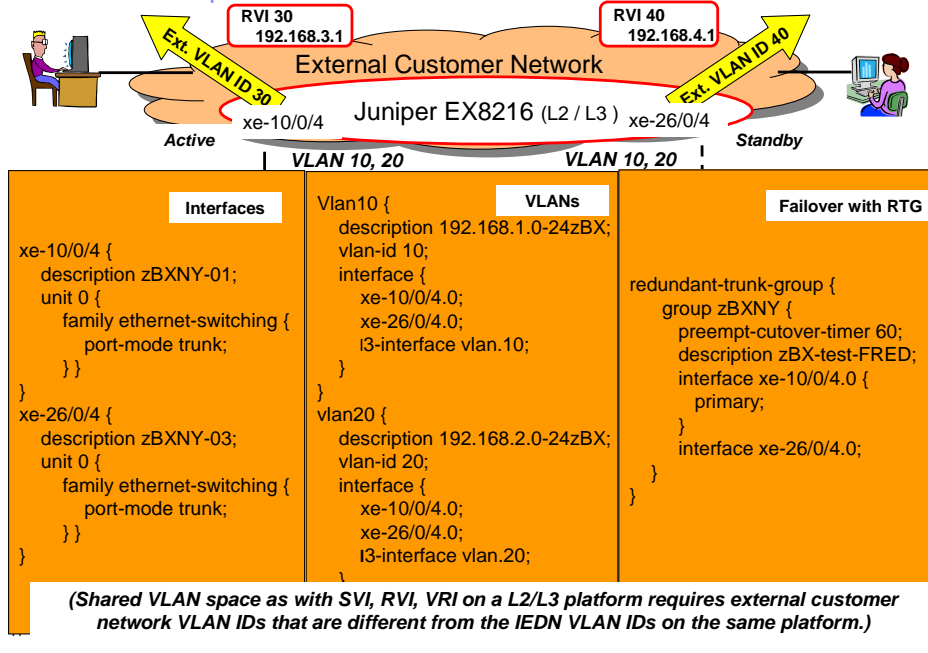 RVI 30
192.168.3.1
RVI 40
192.168.4.1
Ext. VLAN ID 30
Ext. VLAN ID 40
External Customer Network
Juniper EX8216 (L2 / L3 )
xe-10/0/4
xe-26/0/4
Active
Standby
VLAN 10, 20
VLAN 10, 20
Interfaces
xe-10/0/4 {
description zBXNY-01;
unit 0 {
family ethernet-switching {
port-mode trunk;
} }
}
xe-26/0/4 {
description zBXNY-03;
unit 0 {
family ethernet-switching {
port-mode trunk;
} }
}
VLANs
Vlan10 {
description 192.168.1.0-24zBX;
vlan-id 10;
interface {
xe-10/0/4.0;
xe-26/0/4.0;
l3-interface vlan.10;
}
}
vlan20 {
description 192.168.2.0-24zBX;
vlan-id 20;
interface {
xe-10/0/4.0;
xe-26/0/4.0;
l3-interface vlan.20;
}
Failover with RTG
redundant-trunk-group {
group zBXNY {
preempt-cutover-timer 60;
description zBX-test-FRED;
interface xe-10/0/4.0 {
primary;
}
interface xe-26/0/4.0;
}
}
(Shared VLAN space as with SVI, RVI, VRI on a L2/L3 platform requires external customer
network VLAN IDs that are different from the IEDN VLAN IDs on the same platform.)